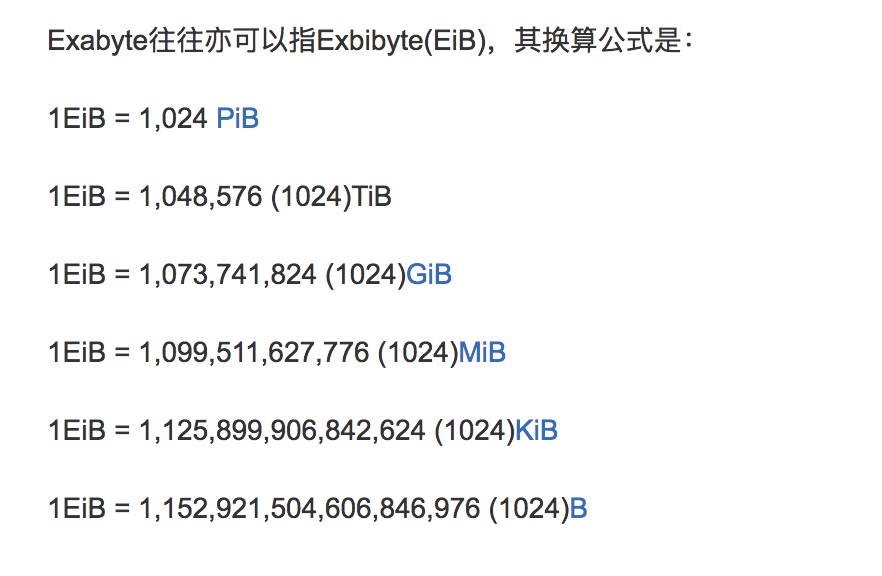 Exabyte往往亦可以指Exbibyte(EiB)，其换算公式是：
1EiB = 1,024 PiB
1EiB = 1,048,576 (1024)TiB
1EiB = 1,073,741,824 (1024)GiB
1EiB = 1,099,511,627,776 (1024)MiB
1EiB = 1,125,899,906,842,624 (1024)KiB
1EiB = 1,152,921,504,606,846,976 (1024)B